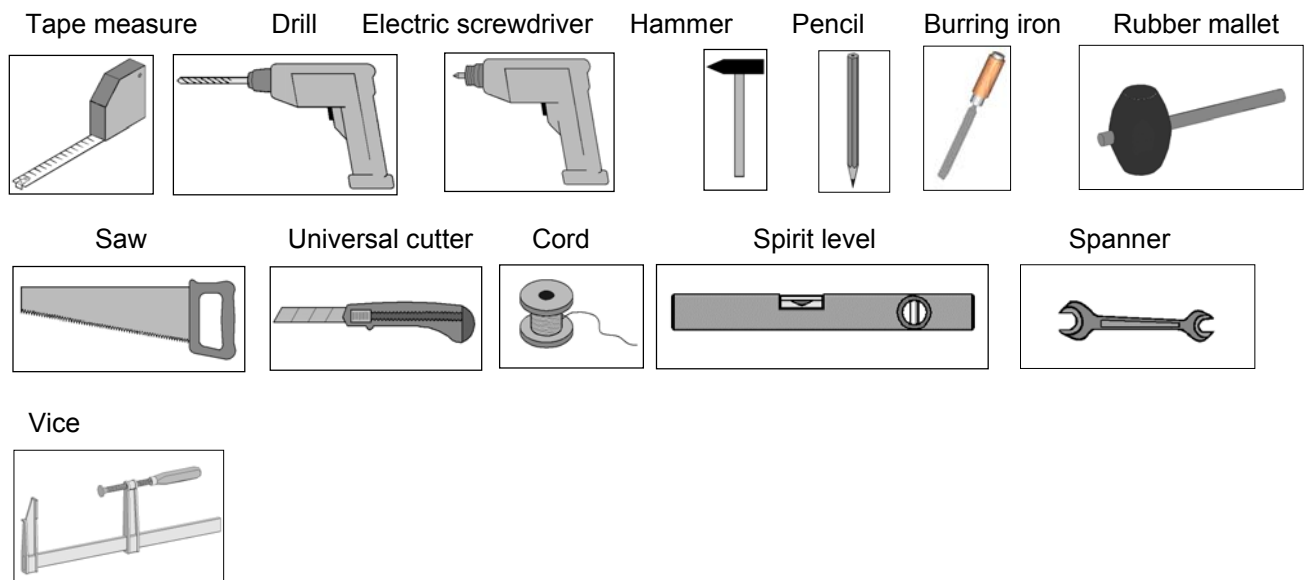 Tape measure Drill Electric screwdriver Hammer Pencil Burring iron Rubber mallet
Saw Universal cutter Cord Spirit level Spanner
Vice